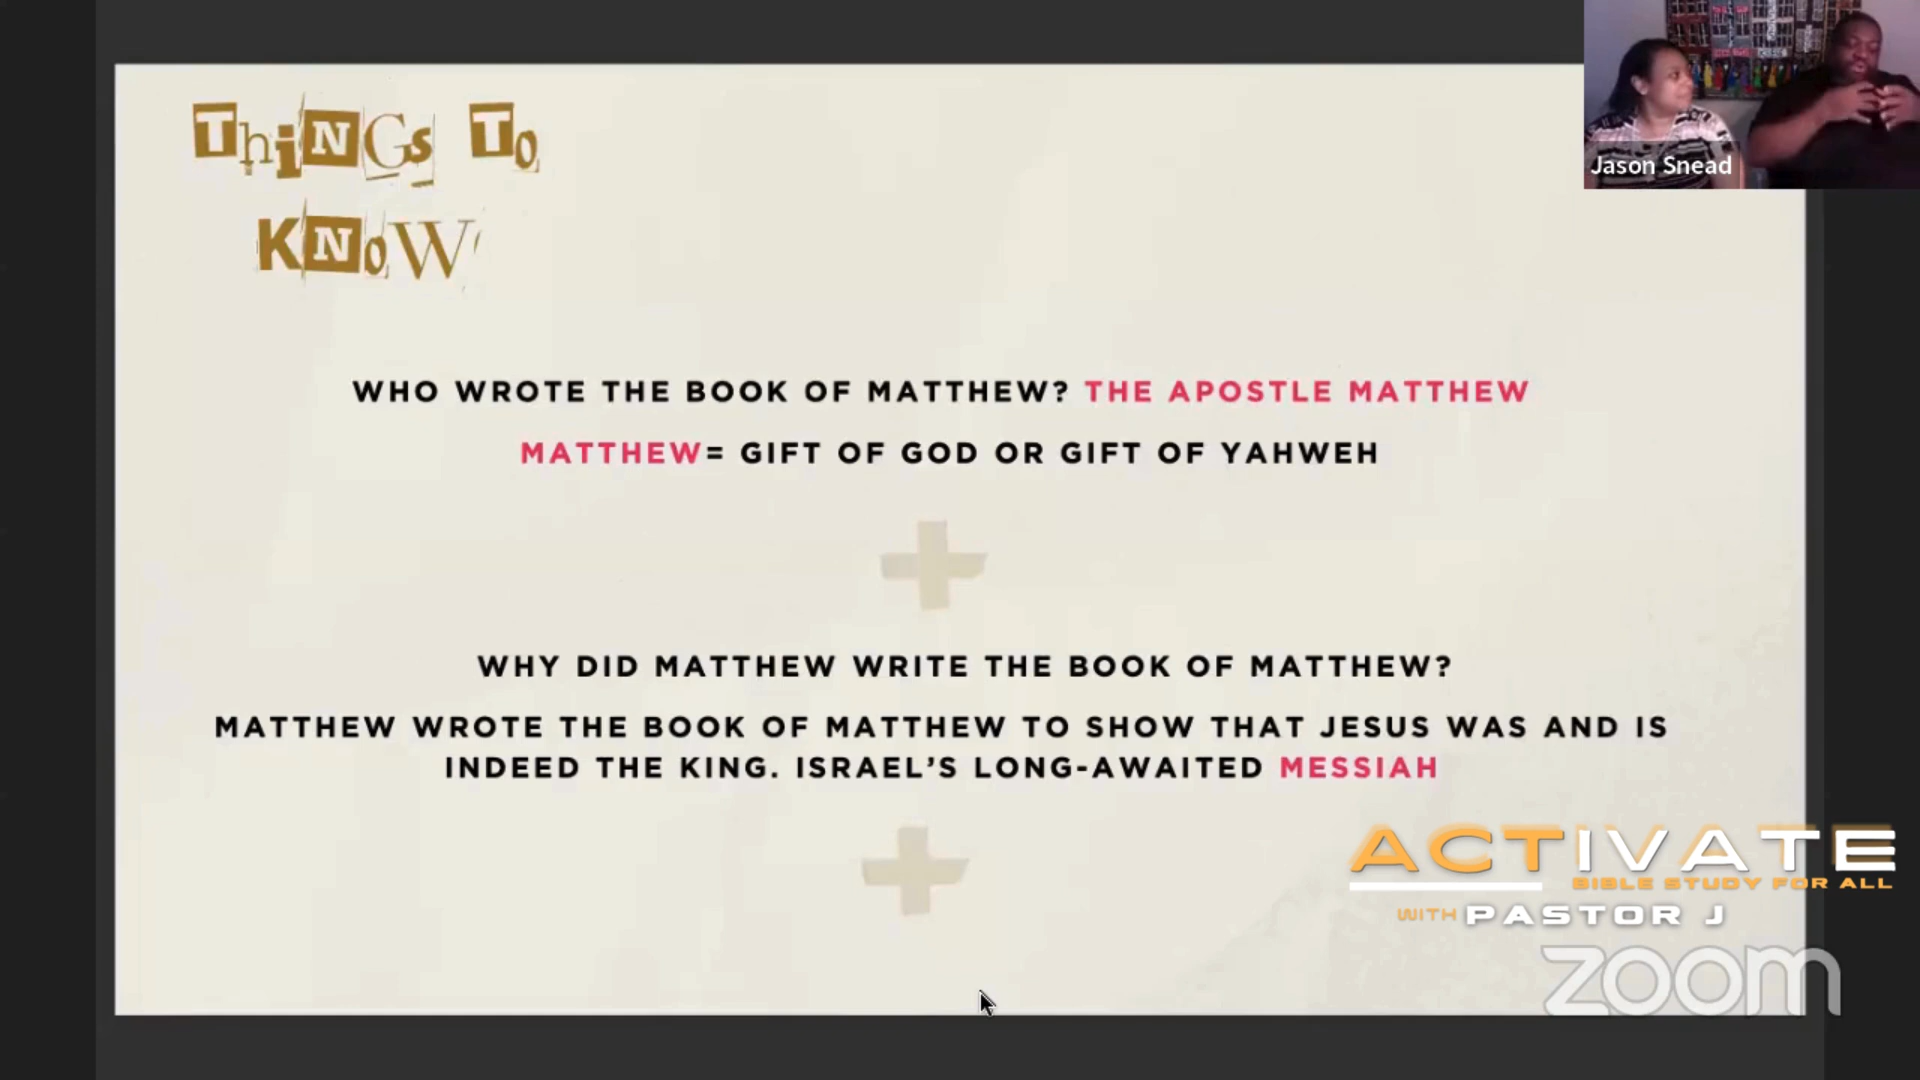 ThiNGs To
KNoW
Jason Snead
WHO WROTE THE BOOK OF MATTHEW? THE APOSTLE MATTHEW
MATTHEW= GIFT OF GOD OR GIFT OF YAHWEH
WHY DID MATTHEW WRITE THE BOOK OF MATTHEW?
MATTHEW WROTE THE BOOK OF MATTHEW TO SHOW THAT JESUS WAS AND IS
INDEED THE KING. ISRAEL’S LONG-AWAITED MESSIAH
ACTIVATE
BIBLE STUDY FOR ALL
WITH PASTOR J
zoom